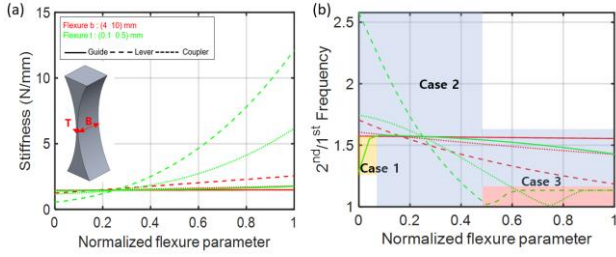 (a)
Flexure b : (4 10) mm
Flexure t : (0.1 0.5) mm
Guide Lever Coupler
T B
Stiffness (N/mm)
15
10
5
0
0 0.2 0.4 0.6 0.8 1
Normalized flexure parameter
(b)
2nd/1st Frequency
2.5
2
1.5
1
Case 2
Case 1
Case 3
0 0.2 0.4 0.6 0.8 1
Normalized flexure parameter